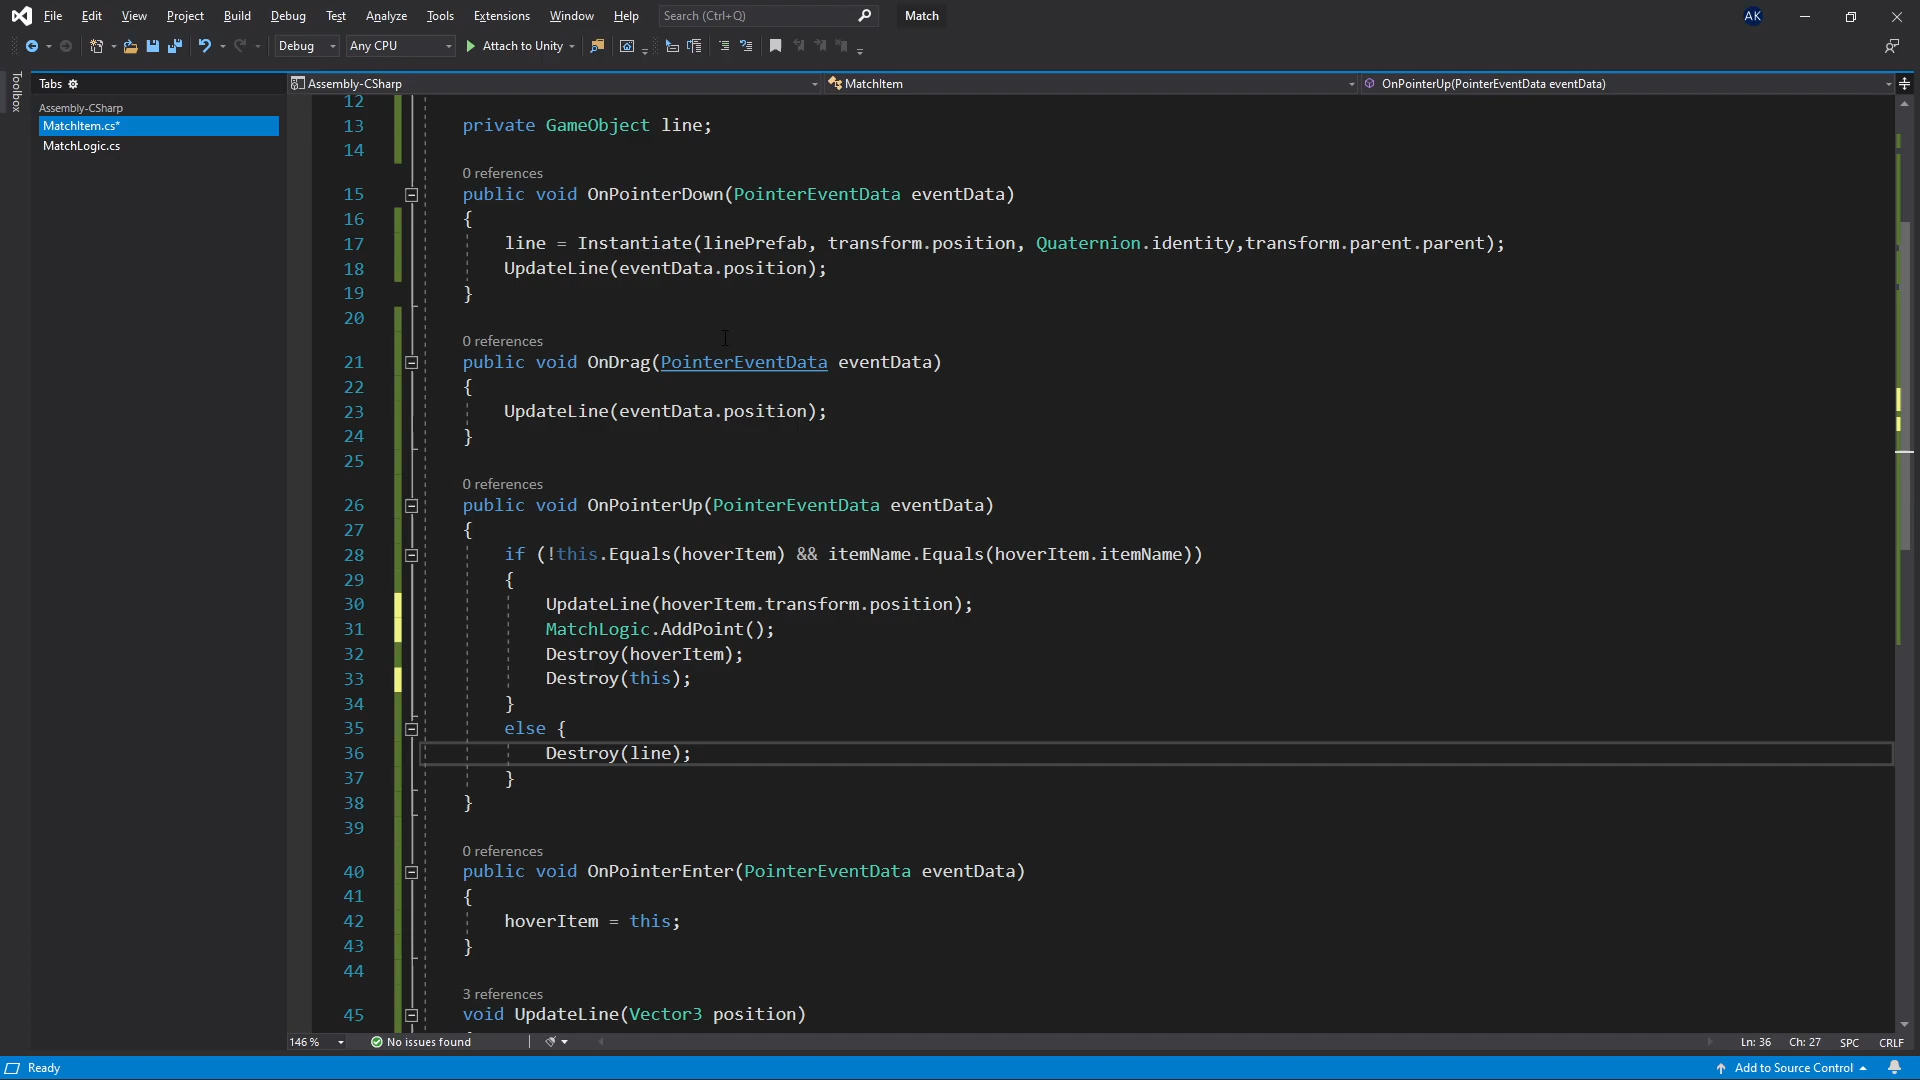 File Edit View Project Build Debug Test Analyze Tools Extensions Window Help Search (Ctrl+Q) Match AK
Debug Any CPU Attach to Unity
Toolbox
Tabs
Assembly-CSharp MatchItem OnPointerUp(PointerEventData eventData)
Assembly-CSharp
MatchItem.cs*
MatchLogic.cs
12
13 private GameObject line;
14
0 references
15 public void OnPointerDown(PointerEventData eventData)
16 {
17 line = Instantiate(linePrefab, transform.position, Quaternion.identity,transform.parent.parent);
18 UpdateLine(eventData.position);
19 }
20
0 references
21 public void OnDrag(PointerEventData eventData)
22 {
23 UpdateLine(eventData.position);
24 }
25
0 references
26 public void OnPointerUp(PointerEventData eventData)
27 {
28 if (!this.Equals(hoverItem) && itemName.Equals(hoverItem.itemName))
29 {
30 UpdateLine(hoverItem.transform.position);
31 MatchLogic.AddPoint();
32 Destroy(hoverItem);
33 Destroy(this);
34 }
35 else {
36 Destroy(line);
37 }
38 }
39
0 references
40 public void OnPointerEnter(PointerEventData eventData)
41 {
42 hoverItem = this;
43 }
44
3 references
45 void UpdateLine(Vector3 position)
146 % No issues found Ln: 36 Ch: 27 SPC CRLF
Ready Add to Source Control